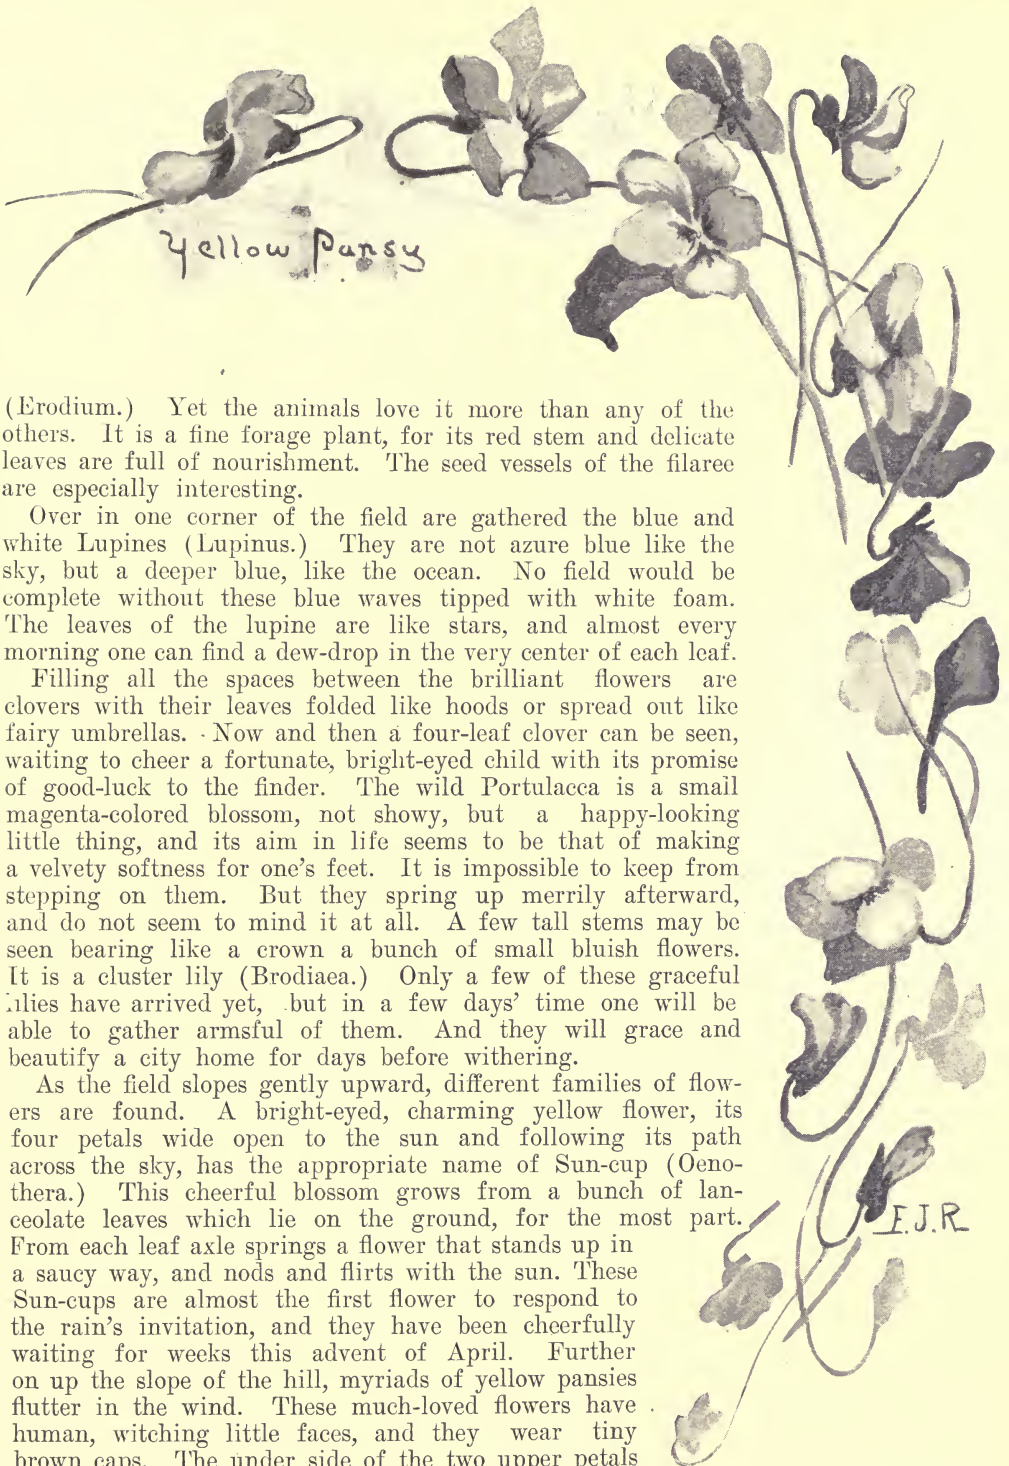 Yellow Pansy
(Erodium.) Yet the animals love it more than any of the
others. It is a fine forage plant, for its red stem and delicate
leaves are full of nourishment. The seed vessels of the filaree
are especially interesting.
Over in one corner of the field are gathered the blue and
white Lupines (Lupinus.) They are not azure blue like the
sky, but a deeper blue, like the ocean. No field would be
complete without these blue waves tipped with white foam.
The leaves of the lupine are like stars, and almost every
morning one can find a dew-drop in the very center of each leaf.
Filling all the spaces between the brilliant flowers are
clovers with their leaves folded like hoods or spread out like
fairy umbrellas. Now and then a four-leaf clover can be seen,
waiting to cheer a fortunate, bright-eyed child with its promise
of good-luck to the finder. The wild Portulacca is a small
magenta-colored blossom, not showy, but a happy-looking
little thing, and its aim in life seems to be that of making
a velvety softness for one's feet. It is impossible to keep from
stepping on them. But they spring up merrily afterward,
and do not seem to mind it at all. A few tall stems may be
seen bearing like a crown a bunch of small bluish flowers.
It is a cluster lily (Brodiaea.) Only a few of these graceful
lilies have arrived yet, but in a few days' time one will be
able to gather armsful of them. And they will grace and
beautify a city home for days before withering.
As the field slopes gently upward, different families of flow-
ers are found. A bright-eyed, charming yellow flower, its
four petals wide open to the sun and following its path
across the sky, has the appropriate name of Sun-cup (Oeno-
thera.) This cheerful blossom grows from a bunch of lan-
ceolate leaves which lie on the ground, for the most part.
From each leaf axle springs a flower that stands up in
a saucy way, and nods and flirts with the sun. These
Sun-cups are almost the first flower to respond to
the rain's invitation, and they have been cheerfully
waiting for weeks this advent of April. Further
on up the slope of the hill, myriads of yellow pansies
flutter in the wind. These much-loved flowers have
human, witching little faces, and they wear tiny
brown caps. The under side of the two upper petals
E.J.R.